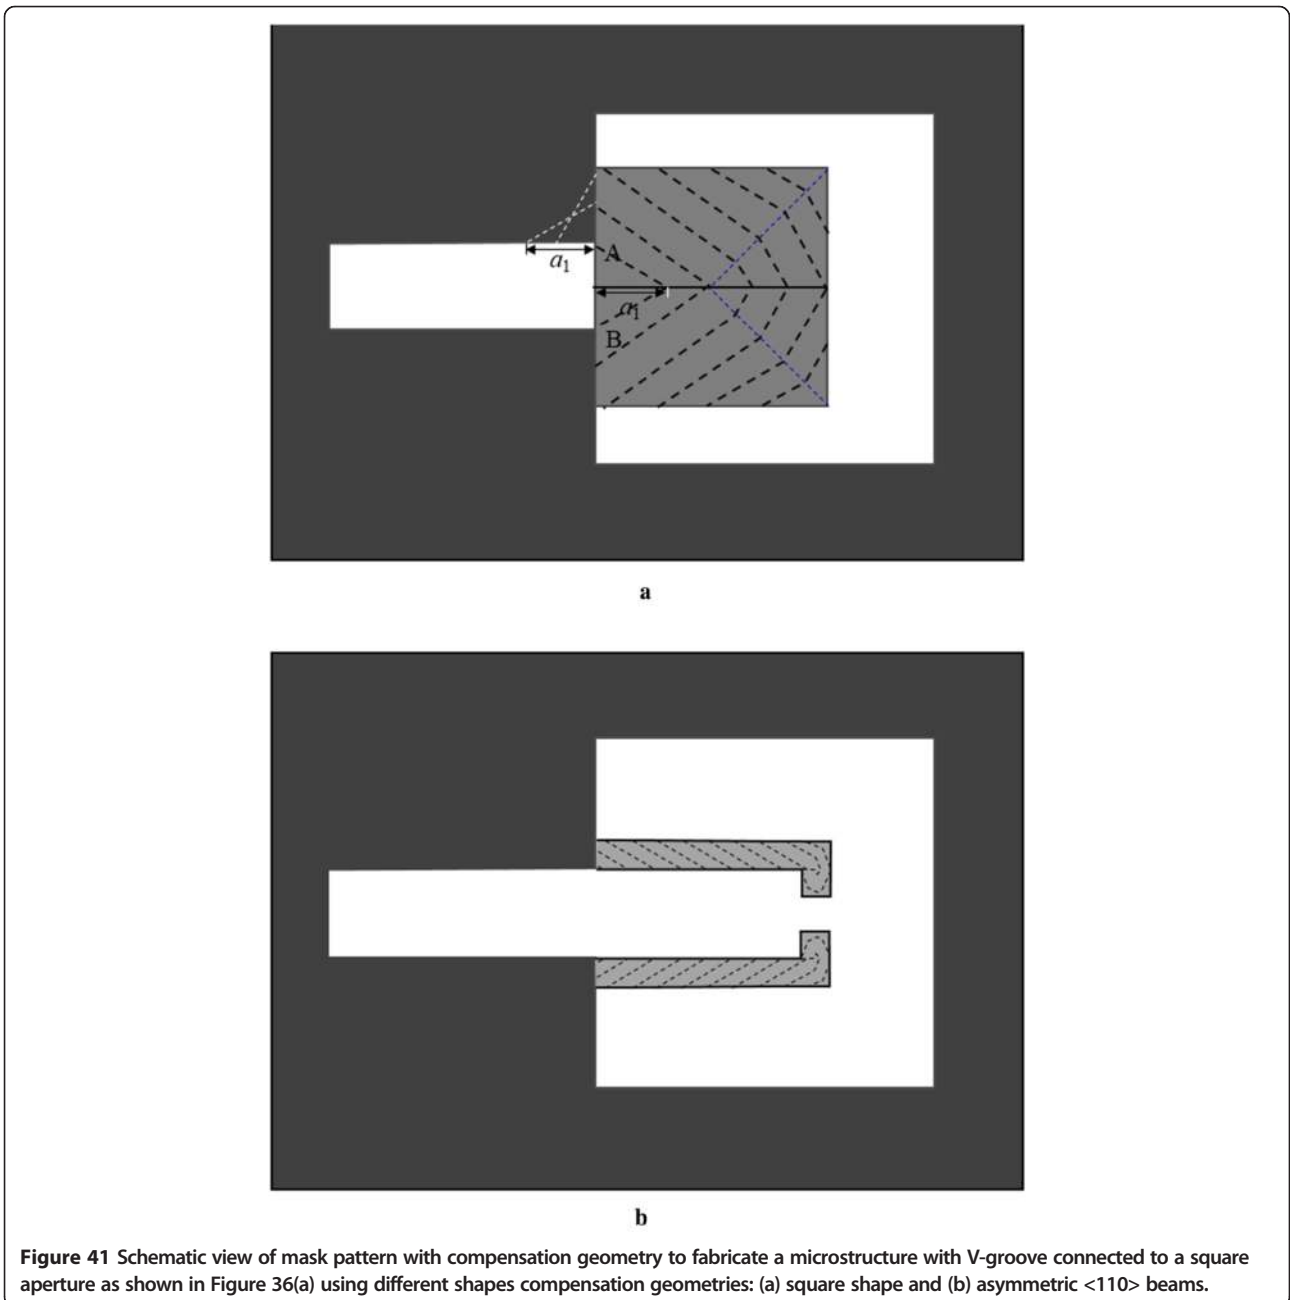 A
a1
a1
B
a
b
Figure 41 Schematic view of mask pattern with compensation geometry to fabricate a microstructure with V-groove connected to a square
aperture as shown in Figure 36(a) using different shapes compensation geometries: (a) square shape and (b) asymmetric <110> beams.